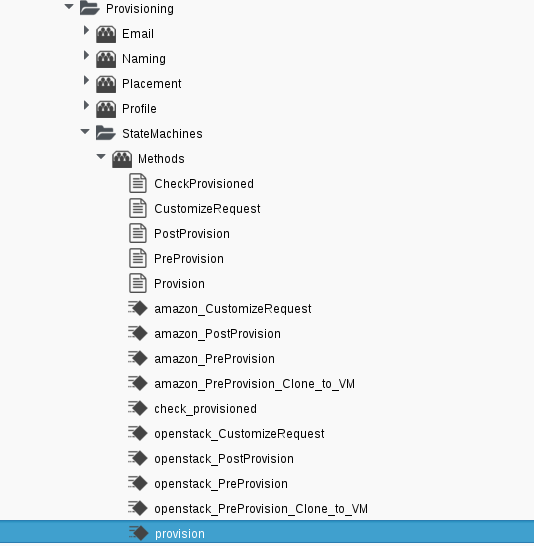 Provisioning
Email
Naming
Placement
Profile
StateMachines
Methods
CheckProvisioned
CustomizeRequest
PostProvision
PreProvision
Provision
amazon_CustomizeRequest
amazon_PostProvision
amazon_PreProvision
amazon_PreProvision_Clone_to_VM
check_provisioned
openstack_CustomizeRequest
openstack_PostProvision
openstack_PreProvision
openstack_PreProvision_Clone_to_VM
provision